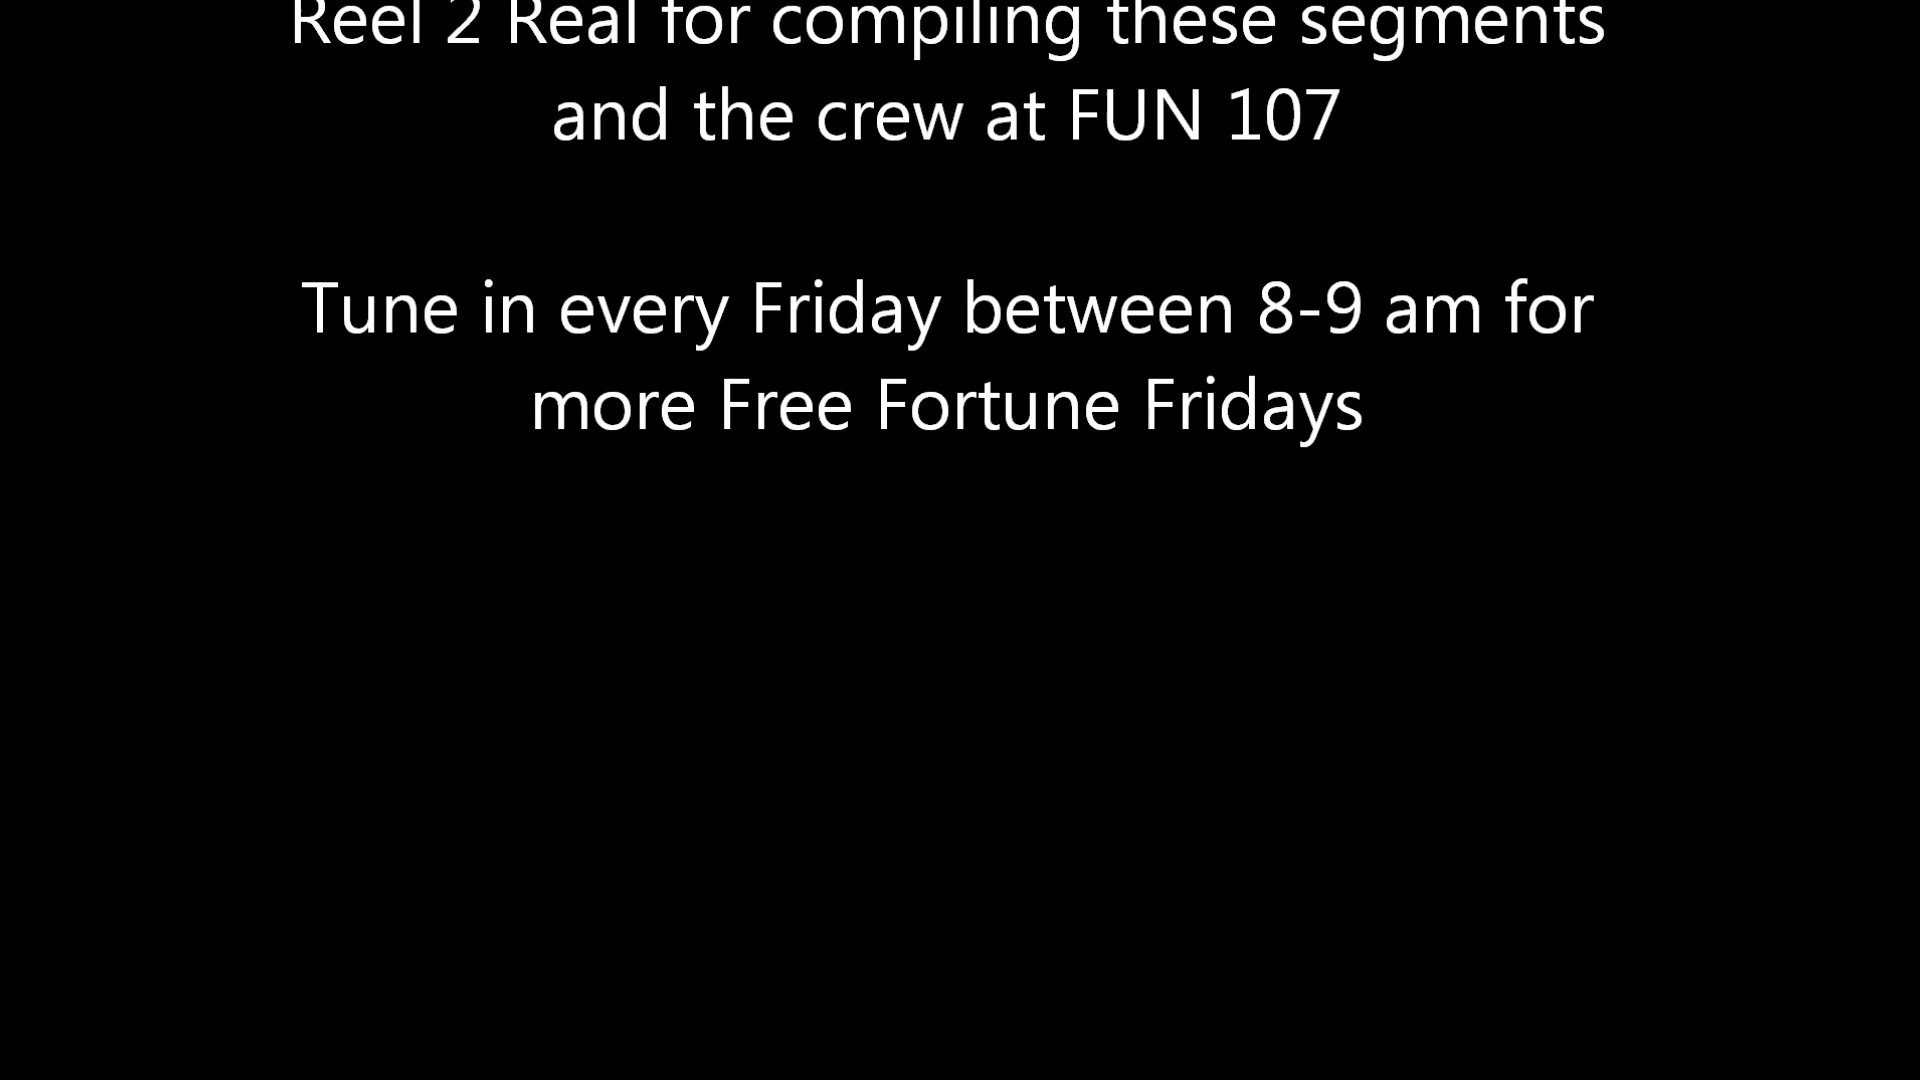 Reel 2 Real for compiling these segments
and the crew at FUN 107
Tune in every Friday between 8-9 am for
more Free Fortune Fridays